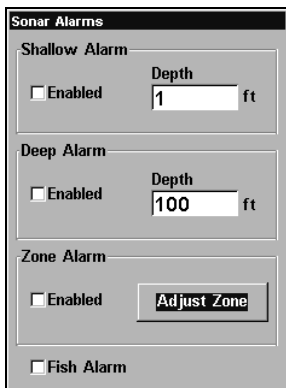 Sonar Alarms
Shallow Alarm
Depth
Enabled
1 ft
Deep Alarm
Depth
Enabled
100 ft
Zone Alarm
Enabled
Adjust Zone
Fish Alarm